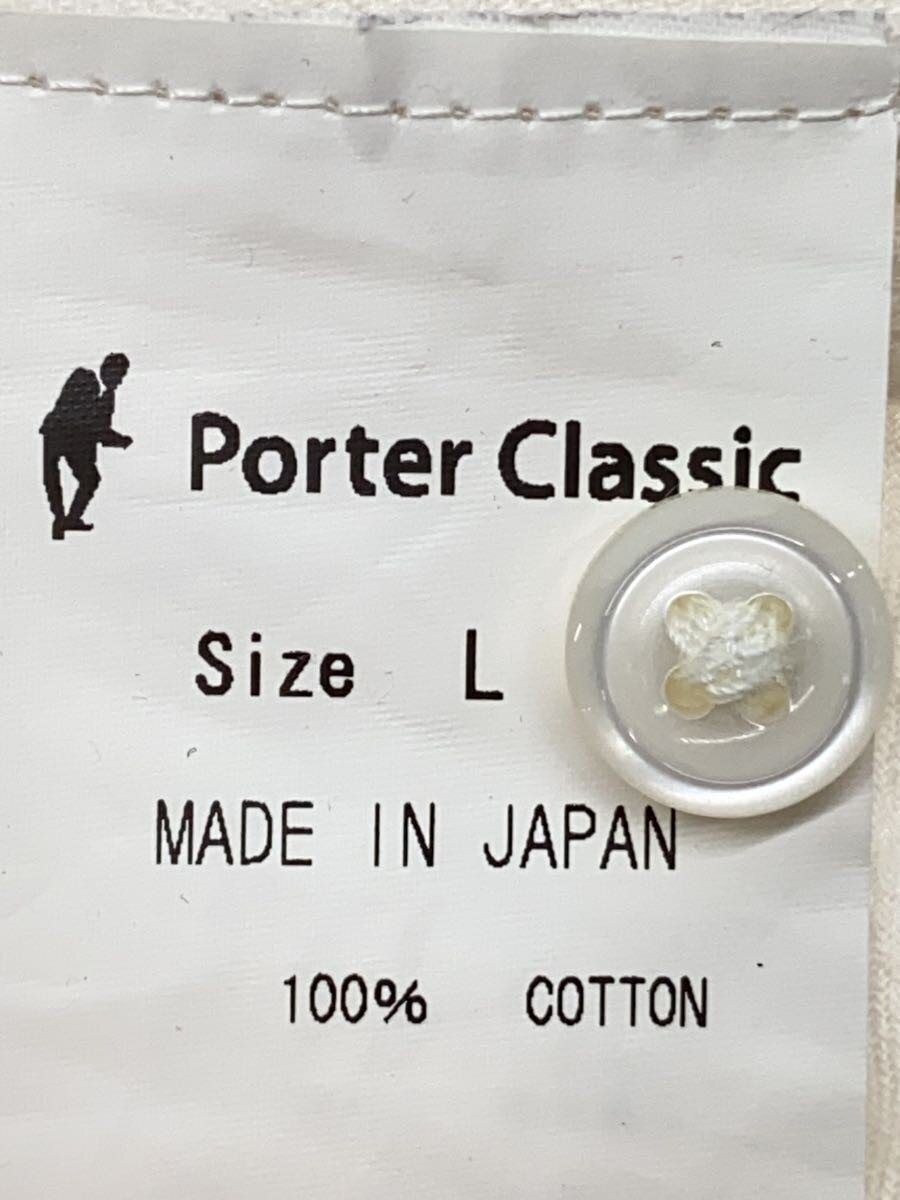 Porter Classic
Size L
MADE IN JAPAN
100% COTTON